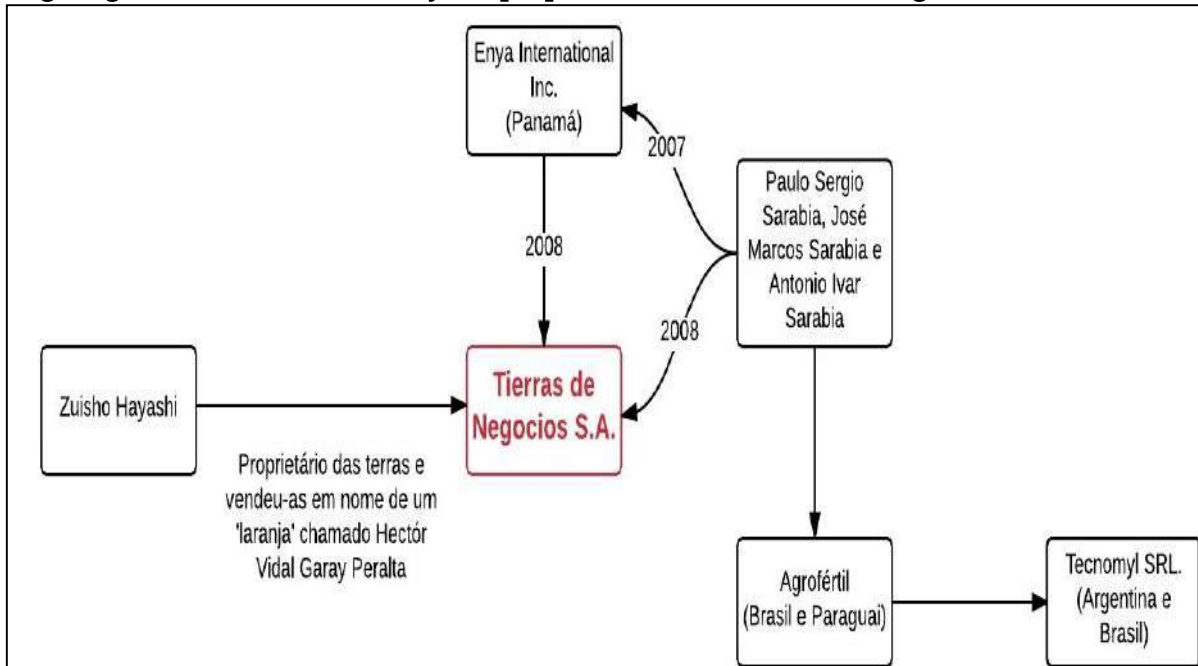 Enya International
Inc.
(Panamá)
2007
Paulo Sergio
Sarabia, José
Marcos Sarabia e
Antonio Ivar
Sarabia
2008
2008
Zuisho Hayashi
Tierras de
Negocios S.A.
Proprietário das terras e
vendeu-as em nome de um
'laranja' chamado Hectór
Vidal Garay Peralta
Agrofértil
(Brasil e Paraguai)
Tecnomyl SRL.
(Argentina e
Brasil)